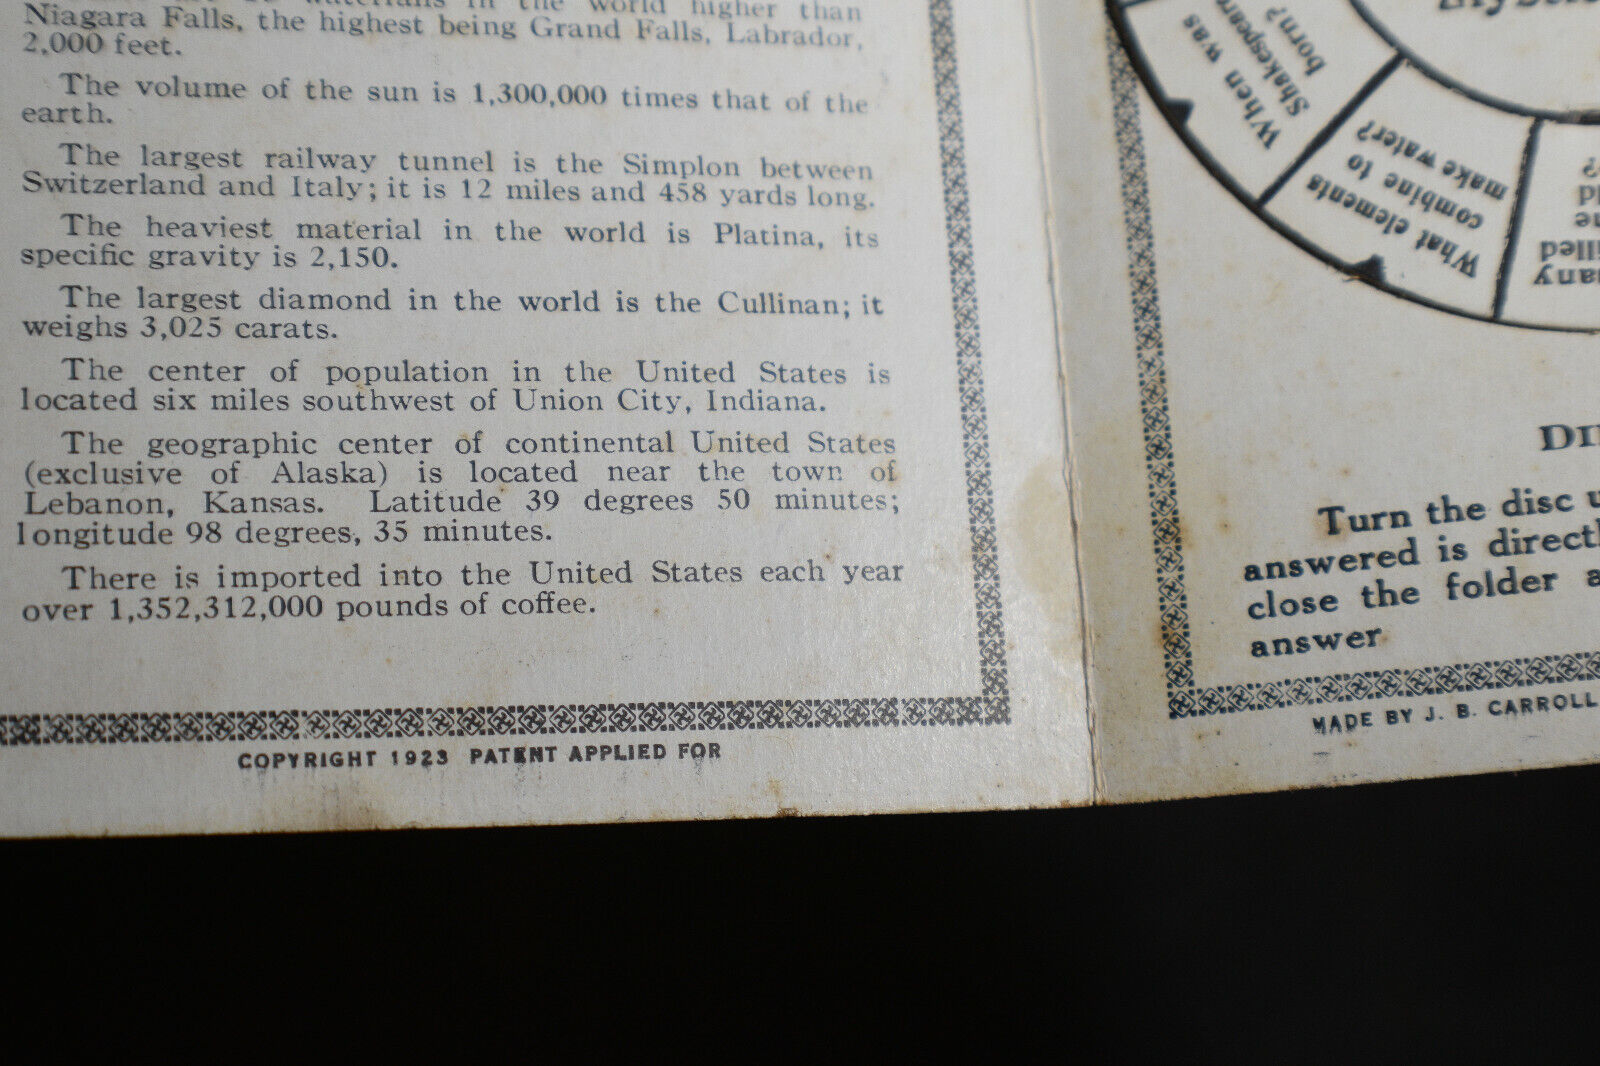 in the world higher than
Niagara Falls, the highest being Grand Falls, Labrador,
2,000 feet.
The volume of the sun is 1,300,000 times that of the
earth.
The largest railway tunnel is the Simplon between
Switzerland and Italy; it is 12 miles and 458 yards long.
The heaviest material in the world is Platina, its
specific gravity is 2,150.
The largest diamond in the world is the Cullinan; it
weighs 3,025 carats.
The center of population in the United States is
located six miles southwest of Union City, Indiana.
The geographic center of continental United States
(exclusive of Alaska) is located near the town of
Lebanon, Kansas. Latitude 39 degrees 50 minutes;
longitude 98 degrees, 35 minutes.
There is imported into the United States each year
over 1,352,312,000 pounds of coffee.
COPYRIGHT 1923 PATENT APPLIED FOR
When was
Shakespeare
born?
What elements
combine to
make water?
Turn the disc
answered is
close the folder
answer
MADE BY J. B. CARROLL